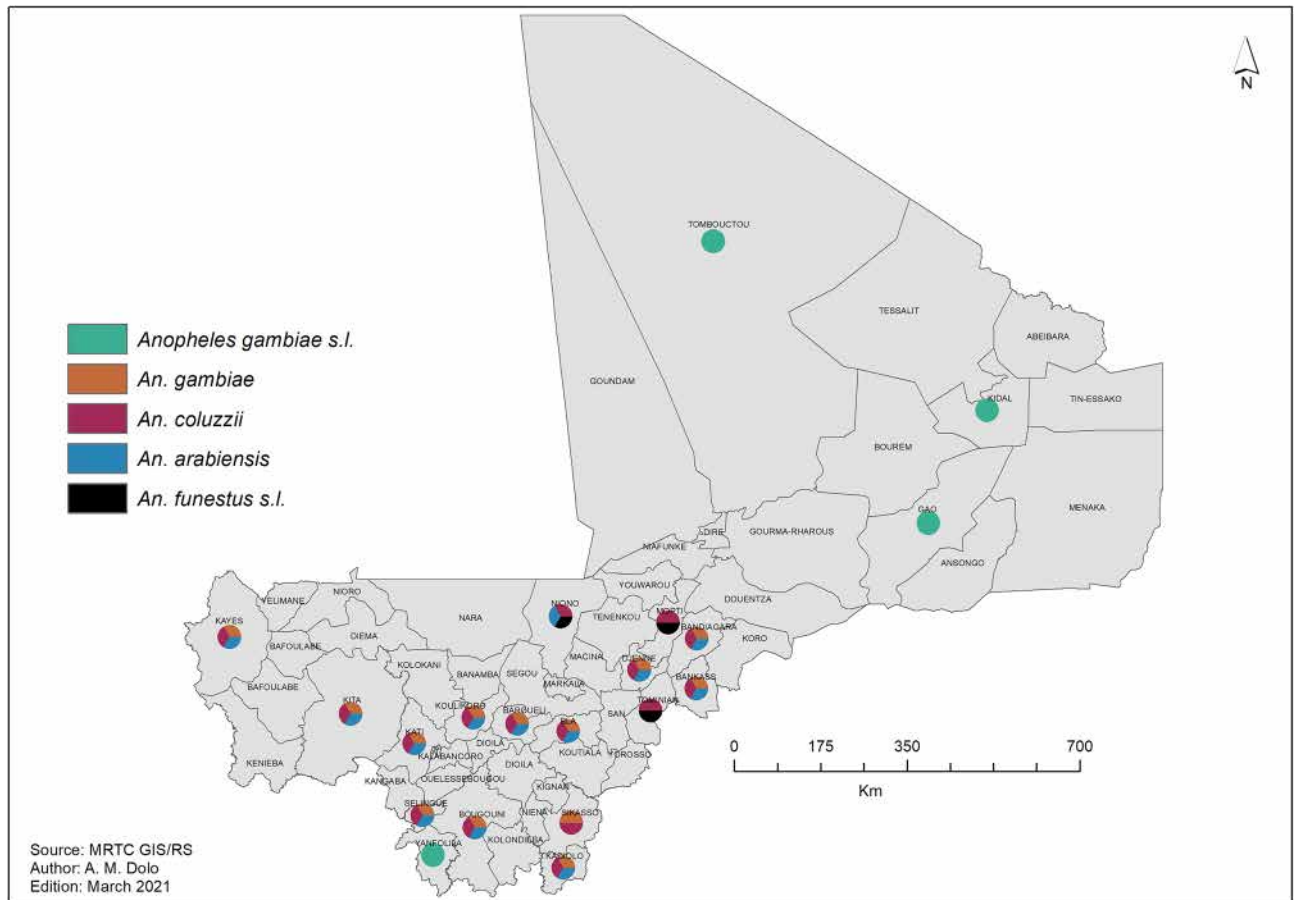 N
TOMBOUCTOU
TESSALIT
ABEIBARA
Anopheles gambiae s.l.
An. gambiae
An. coluzzii
An. arabiensis
An. funestus s.l.
GOUNDAM
KIDAL
TIN-ESSAKO
BOUREM
MENAKA
GAO
GOURMA-RHAROUS
DIRE
NIAFUNKE
ANSONGO
YOUWAROU
DOUENTZA
NIORO
YELIMANE
NARA
NIONO
TENENKOU
MOPTI
KAYES
BANDIAGARA
DIEMA
KORO
BAFOULABE
MACINA
DJENNE
KOLOKANI
BANAMBA
SEGOU
BANKASS
MARKALA
BAFOULABE
KITA
TOMINIAN
KOULIKORO
BAROUELI
SAN
BLA
KATI
DIOILA
KALABANCORO
KOUTIALA
YOROSSO
KENIEBA
DIOILA
KANGABA
OUELESSEBOUGOU
KIGNAN
SELINGUE
BOUGOUNI
NIENA
SIKASSO
YANFOLILA
KOLONDIEBA
KADIOLO
0 175 350 700
Km
Source: MRTC GIS/RS
Author: A. M. Dolo
Edition: March 2021